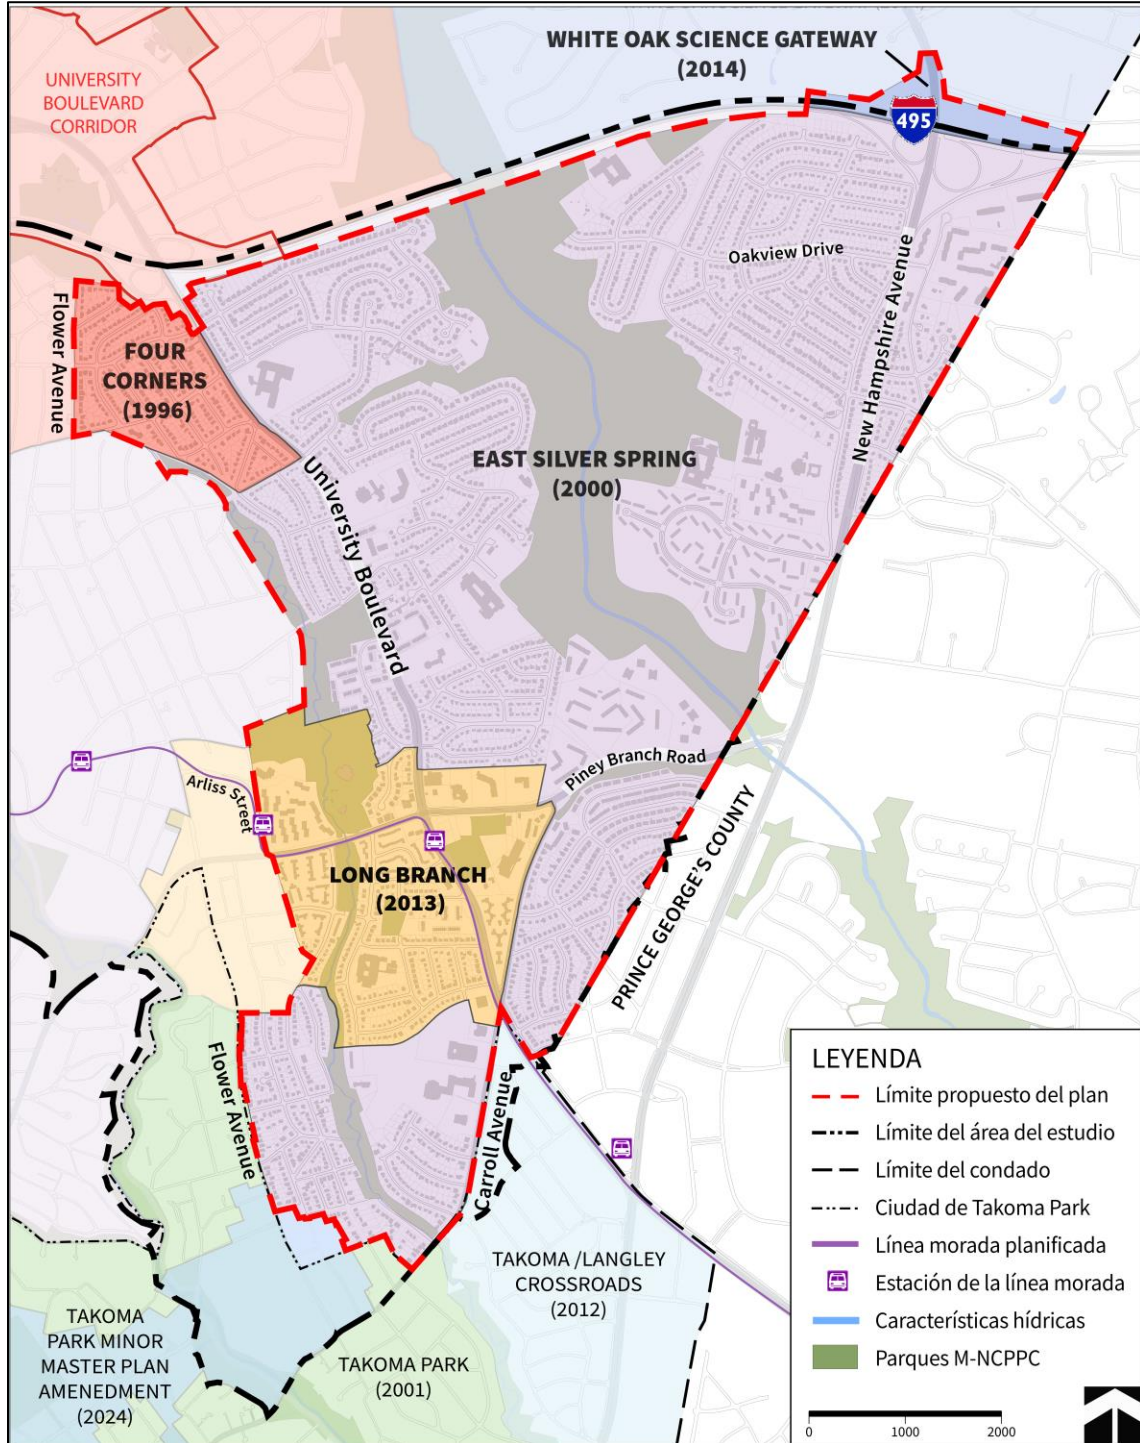 WHITE OAK SCIENCE GATEWAY
(2014)
UNIVERSITY
BOULEVARD
CORRIDOR
495
Oakview Drive
New Hampshire Avenue
Flower Avenue
FOUR
CORNERS
(1996)
University Boulevard
EAST SILVER SPRING
(2000)
Piney Branch Road
Arliss Street
LONG BRANCH
(2013)
PRINCE GEORGE'S COUNTY
Flower Avenue
Carroll Avenue
TAKOMA /LANGLEY
CROSSROADS
(2012)
TAKOMA
PARK MINOR
MASTER PLAN
AMENEDMENT
(2024)
TAKOMA PARK
(2001)
LEYENDA
Límite propuesto del plan
Límite del área del estudio
Límite del condado
Ciudad de Takoma Park
Línea morada planificada
Estación de la línea morada
Características hídricas
Parques M-NCPPC
0 1000 2000